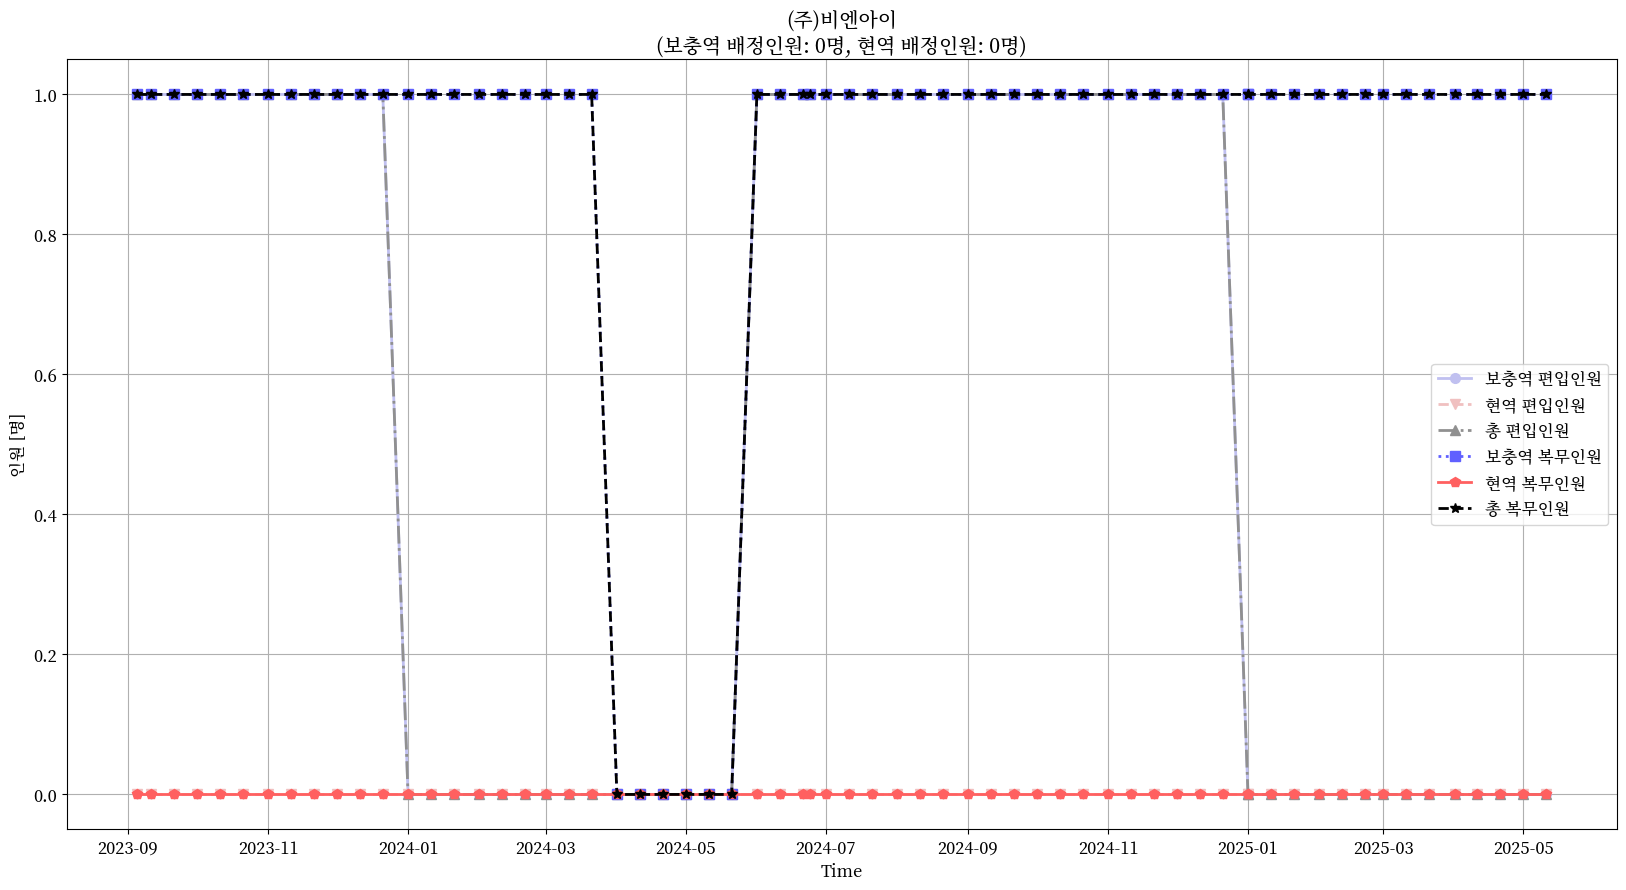 (주)비엔아이
(보충역 배정인원: 0명, 현역 배정인원: 0명)
인원 [명]
1.0
0.8
0.6
0.4
0.2
0.0
보충역 편입인원
현역 편입인원
총 편입인원
보충역 복무인원
현역 복무인원
총 복무인원
2023-09 2023-11 2024-01 2024-03 2024-05 2024-07 2024-09 2024-11 2025-01 2025-03 2025-05
Time